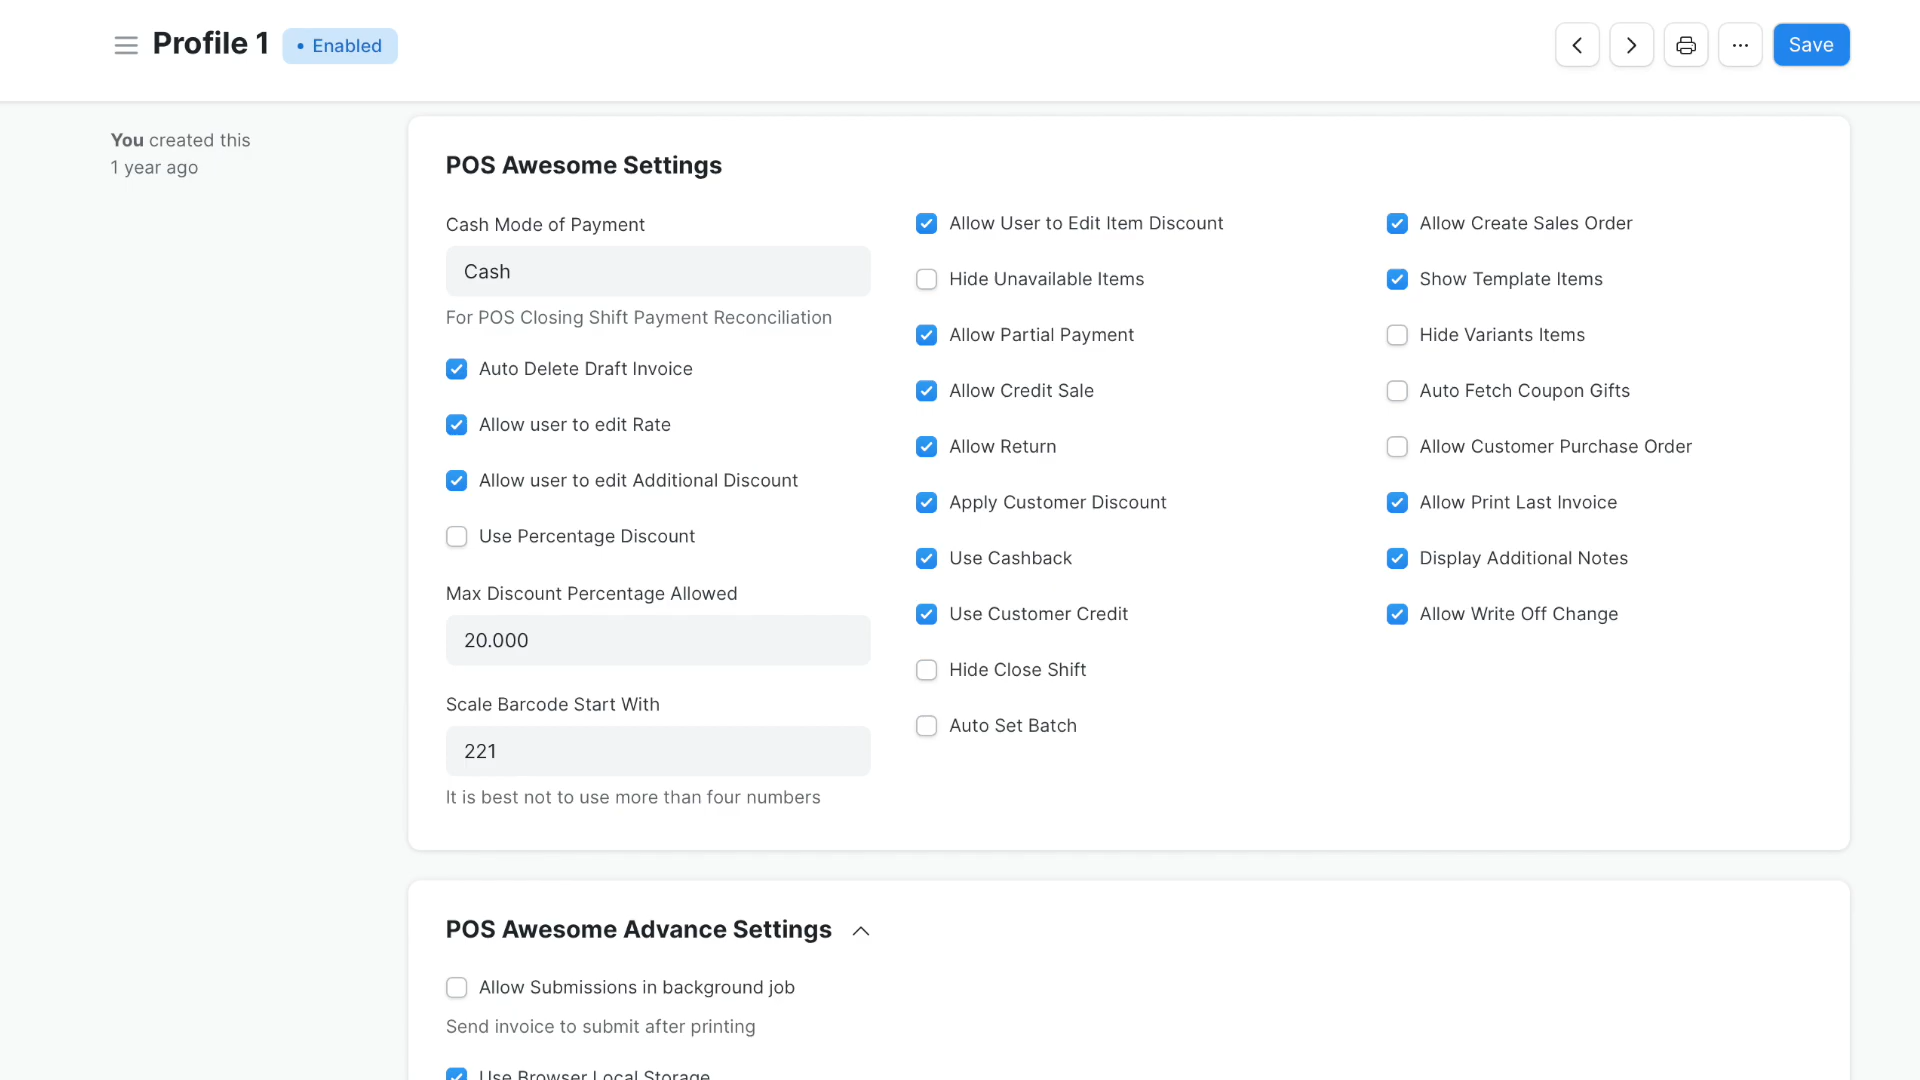 Profile 1
• Enabled
Save
You created this
1 year ago
POS Awesome Settings
Cash Mode of Payment
Cash
For POS Closing Shift Payment Reconciliation
Auto Delete Draft Invoice
Allow user to edit Rate
Allow user to edit Additional Discount
Use Percentage Discount
Max Discount Percentage Allowed
20.000
Scale Barcode Start With
221
It is best not to use more than four numbers
Allow User to Edit Item Discount
Hide Unavailable Items
Allow Partial Payment
Allow Credit Sale
Allow Return
Apply Customer Discount
Use Cashback
Use Customer Credit
Hide Close Shift
Auto Set Batch
Allow Create Sales Order
Show Template Items
Hide Variants Items
Auto Fetch Coupon Gifts
Allow Customer Purchase Order
Allow Print Last Invoice
Display Additional Notes
Allow Write Off Change
POS Awesome Advance Settings
Allow Submissions in background job
Send invoice to submit after printing
Use Browser Local Storage